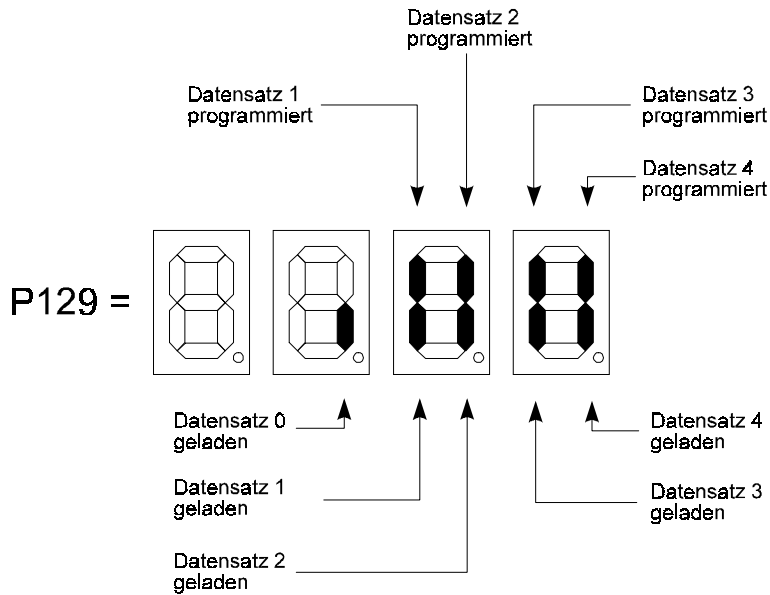 Datensatz 2
programmiert
Datensatz 1
programmiert
Datensatz 3
programmiert
Datensatz 4
programmiert
P129 =
Datensatz 0
geladen
Datensatz 4
geladen
Datensatz 1
geladen
Datensatz 3
geladen
Datensatz 2
geladen